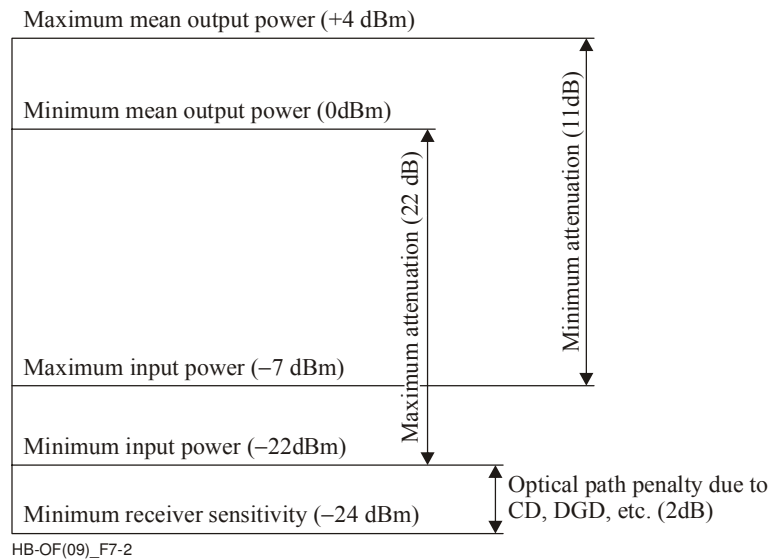 Maximum mean output power (+4 dBm)
Minimum mean output power (0dBm)
Maximum attenuation (22 dB)
Minimum attenuation (11dB)
Maximum input power (−7 dBm)
Minimum input power (−22dBm)
Optical path penalty due to
CD, DGD, etc. (2dB)
Minimum receiver sensitivity (−24 dBm)
HB-OF(09)_F7-2